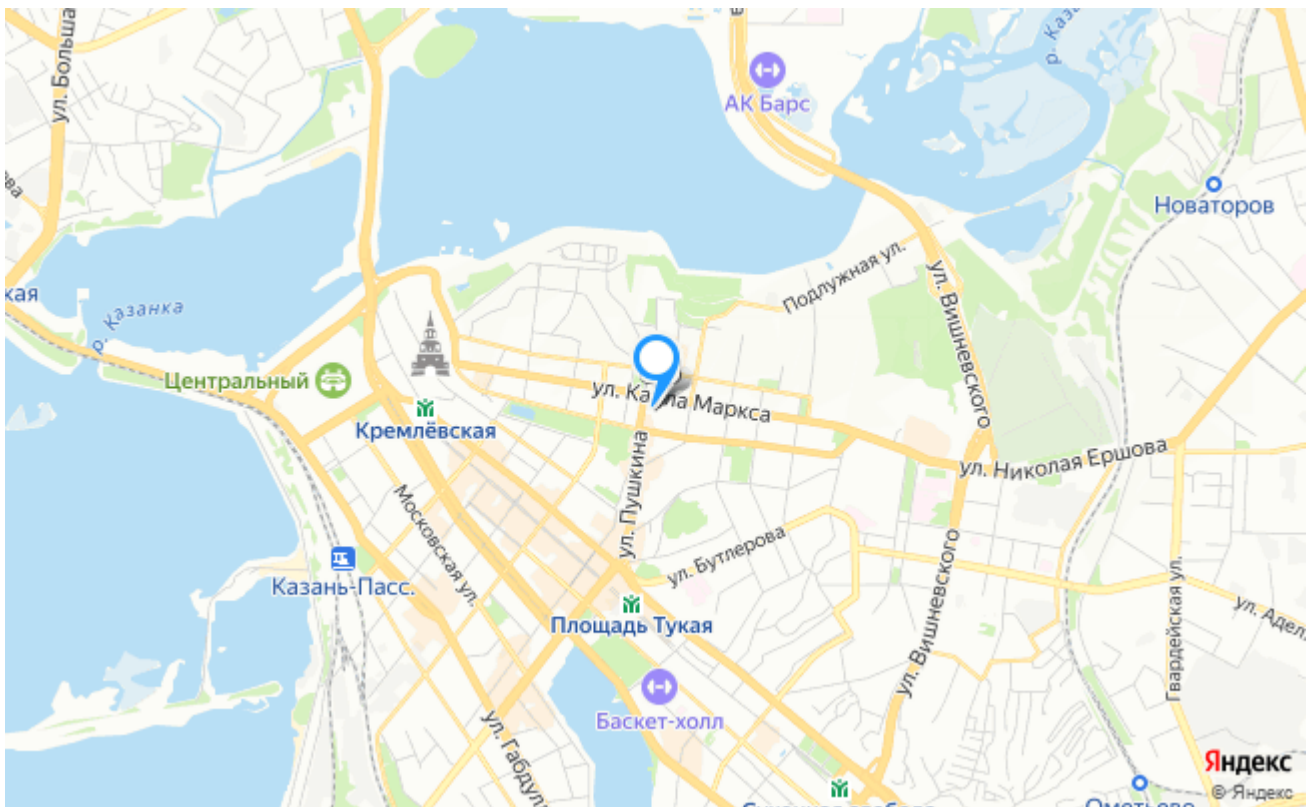 ул. Больша
АК Барс
р. Каза
Новаторов
р. Казанка
Подлужная ул.
ул. Вишневского
Центральный
ул. Карла Маркса
Кремлёвская
ул. Николая Ершова
ул. Пушкина
Московская ул.
ул. Бутлерова
Казань-Пасс.
Площадь Тукая
ул. Вишневского
Гвардейская ул.
ул. Адел
Баскет-холл
ул. Габдул
Яндекс
© Яндекс